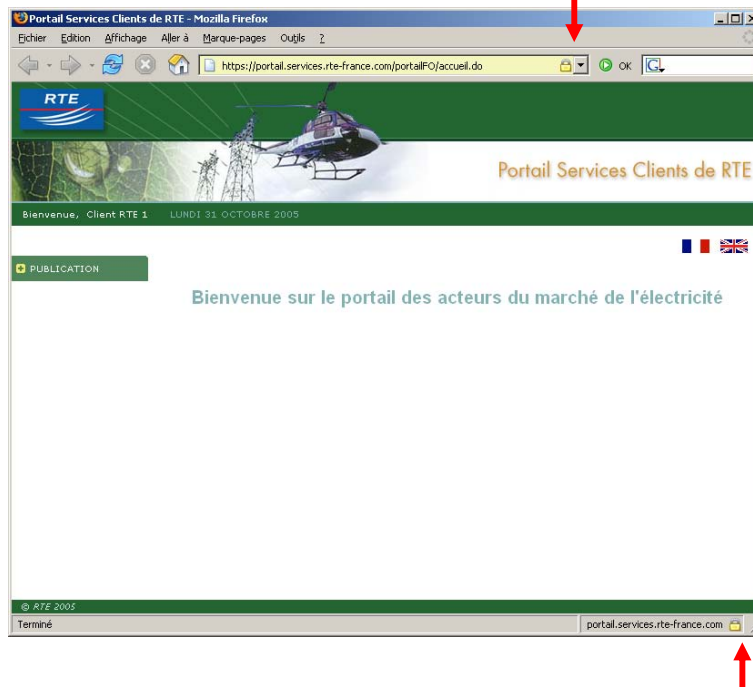 Portail Services Clients de RTE - Mozilla Firefox
Fichier Edition Affichage Aller à Marque-pages Outils ?
https://portail.services.rte-france.com/portailFO/accueil.do OK G
RTE
Portail Services Clients de RTE
Bienvenue, Client RTE 1 LUNDI 31 OCTOBRE 2005
PUBLICATION
Bienvenue sur le portail des acteurs du marché de l'électricité
© RTE 2005
Terminé portail.services.rte-france.com